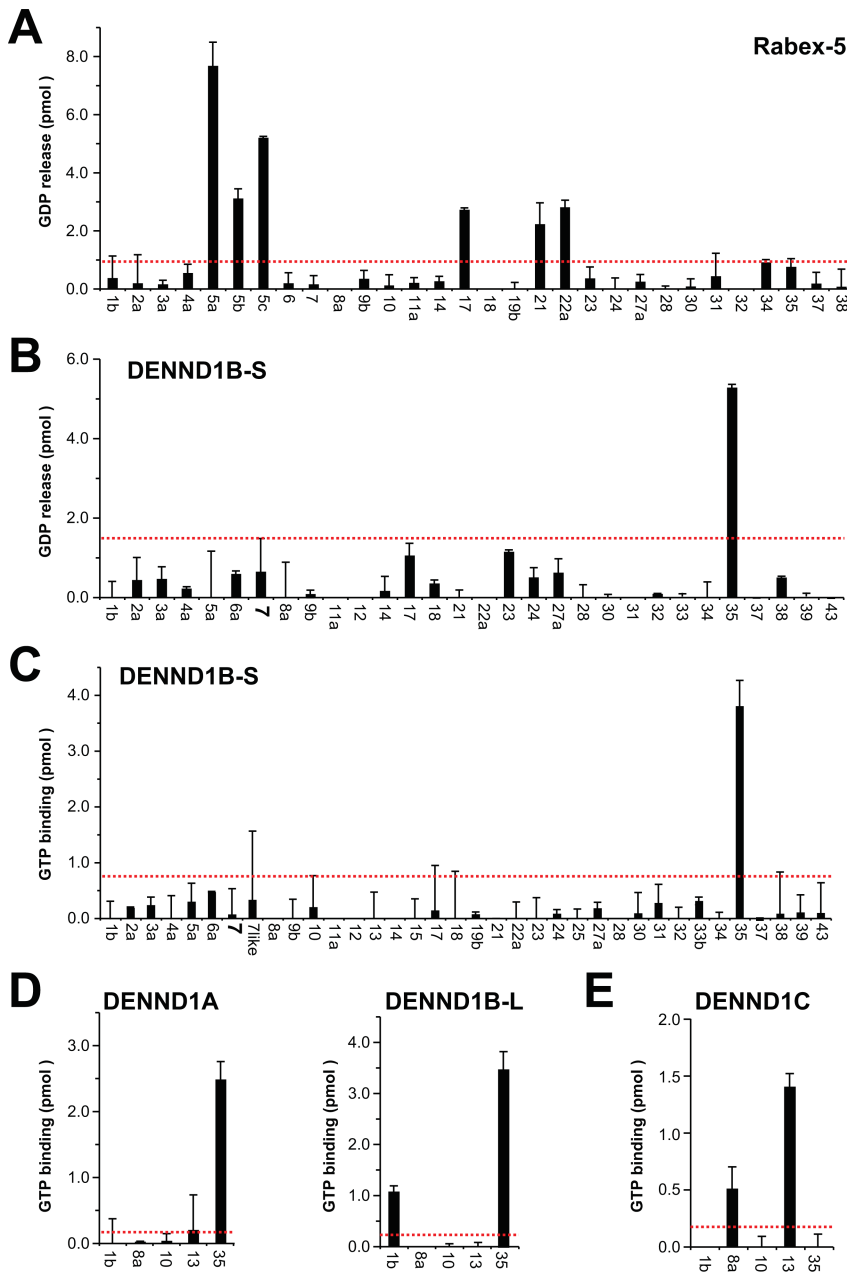 A
Rabex-5
GDP release (pmol )
8.0
6.0
4.0
2.0
0.0
1b 2a 3a 4a 5a 5b 5c 6 7 8a 9b 10 11a 14 17 18 19b 21 22a 23 24 27a 28 30 31 32 34 35 37 38
B
DENND1B-S
GDP release (pmol )
6.0
4.0
2.0
0.0
1b 2a 3a 4a 5a 6a 7 8a 9b 11a 12 14 17 18 21 22a 23 24 27a 28 30 31 32 33 34 35 37 38 39 43
C
DENND1B-S
GTP binding (pmol )
4.0
3.0
2.0
1.0
0.0
1b 2a 3a 4a 5a 6a 7 7like 8a 9b 10 11a 12 13 14 15 17 18 19b 21 22a 23 24 25 27a 28 30 31 32 33b 34 35 37 38 39 43
D
DENND1A
GTP binding (pmol )
3.0
2.0
1.0
0.0
1b 8a 10 13 35
DENND1B-L
GTP binding (pmol )
4.0
3.0
2.0
1.0
0.0
1b 8a 10 13 35
E
DENND1C
GTP binding (pmol )
2.0
1.5
1.0
0.5
0.0
1b 8a 10 13 35